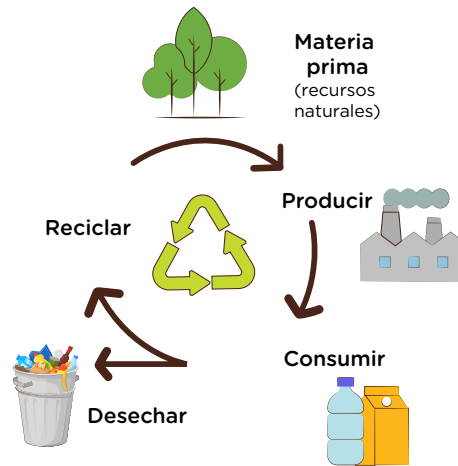 Materia
prima
(recursos
naturales)
Producir
Reciclar
Consumir
Desechar